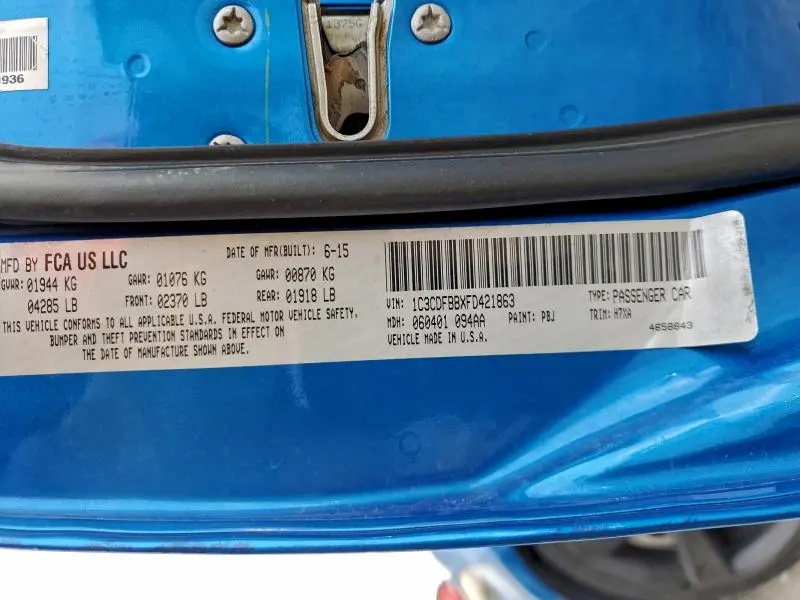 1936
13756
MFD BY FCA US LLC DATE OF MFR(BUILT): 6-15
GVWR: 01944 KG GAWR: 01076 KG GAWR: 00870 KG
04285 LB FRONT: 02370 LB REAR: 01918 LB
THIS VEHICLE CONFORMS TO ALL APPLICABLE U.S.A. FEDERAL MOTOR VEHICLE SAFETY,
BUMPER AND THEFT PREVENTION STANDARDS IN EFFECT ON
THE DATE OF MANUFACTURE SHOWN ABOVE.
VIN: 1C3CDFBBXFD421863 TYPE: PASSENGER CAR
MDH: 060401 094AA PAINT: PBJ TRIM: H7XA
VEHICLE MADE IN U.S.A. 4658843